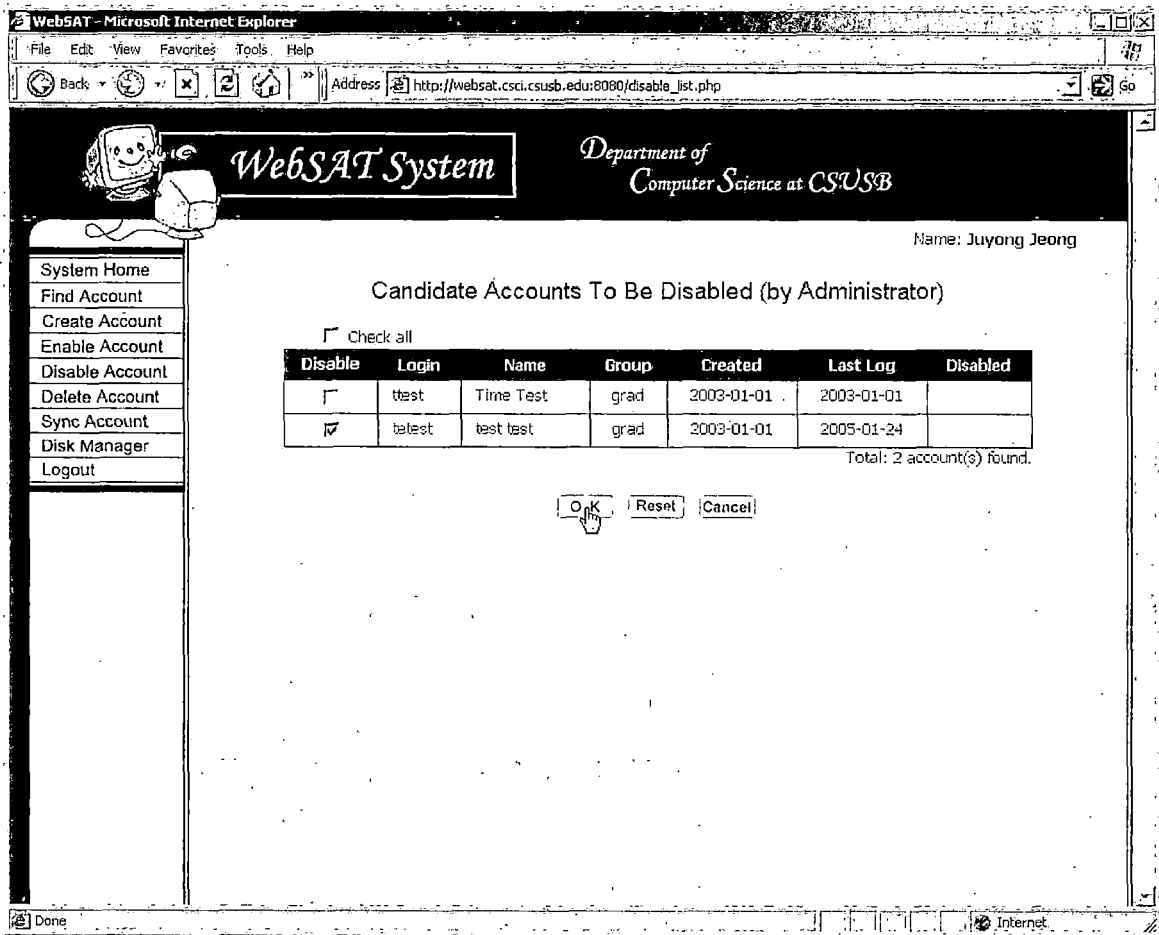 WebSAT - Microsoft Internet Explorer
File Edit View Favorites Tools Help
Back » Address http://websat.csci.csusb.edu:8080/disable_list.php Go
WebSAT System
Department of
Computer Science at CSUSB
Name: Juyong Jeong
System Home
Find Account
Create Account
Enable Account
Disable Account
Delete Account
Sync Account
Disk Manager
Logout
Candidate Accounts To Be Disabled (by Administrator)
Check all
Disable Login Name Group Created Last Log Disabled
ttest Time Test grad 2003-01-01 2003-01-01
tetest test test grad 2003-01-01 2005-01-24
Total: 2 account(s) found.
O K Reset Cancel
Done Internet